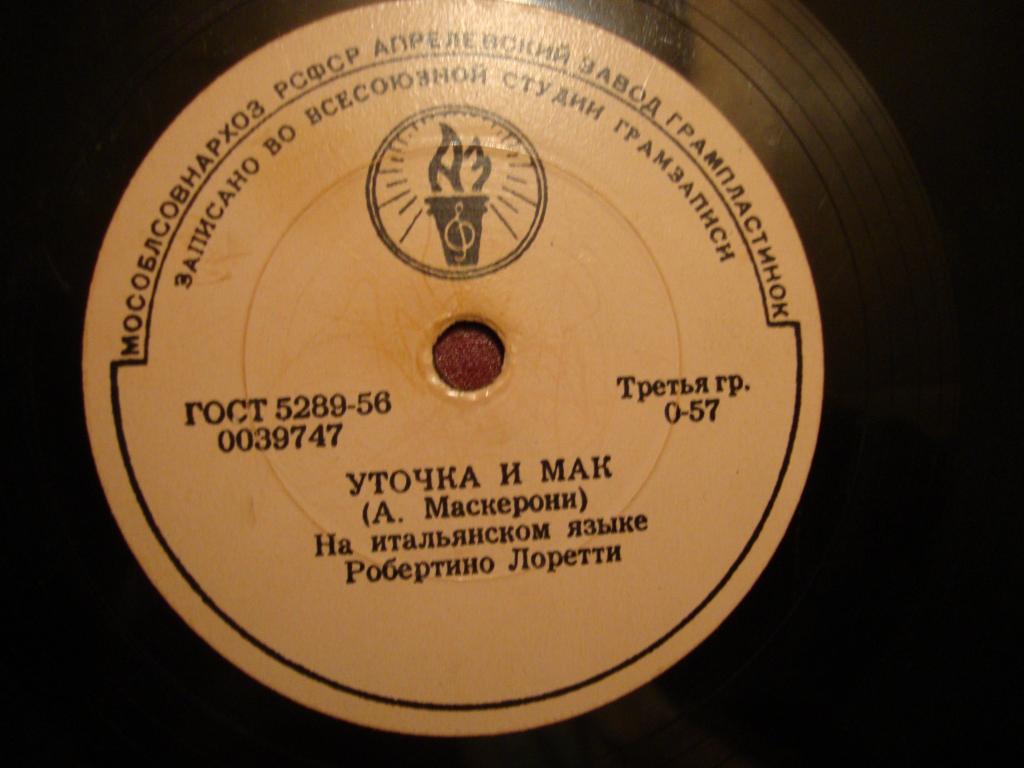 МОСОБЛСОВНАРХОЗ РСФСР АПРЕЛЕВСКИЙ ЗАВОД ГРАМПЛАСТИНОК
ЗАПИСАНО ВО ВСЕСОЮЗНОЙ СТУДИИ ГРАМЗАПИСИ
АЗ
ГОСТ 5289-56
0039747
Третья гр.
0-57
УТОЧКА И МАК
(А. Маскерони)
На итальянском языке
Робертино Лоретти